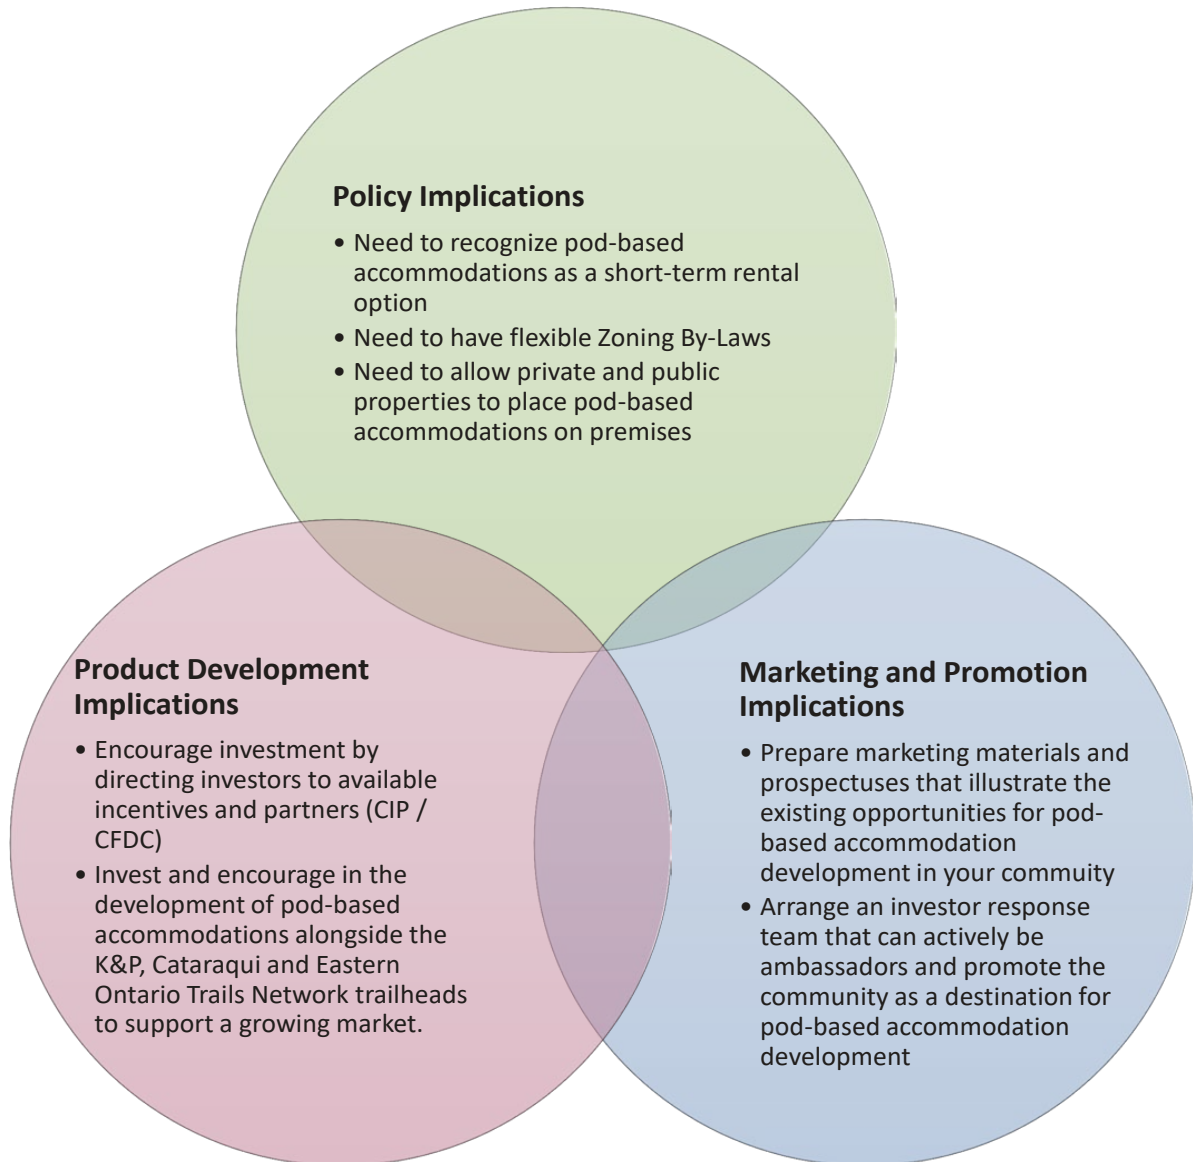 Policy Implications
• Need to recognize pod-based
accommodations as a short-term rental
option
• Need to have flexible Zoning By-Laws
• Need to allow private and public
properties to place pod-based
accommodations on premises
Product Development
Implications
• Encourage investment by
directing investors to available
incentives and partners (CIP /
CFDC)
• Invest and encourage in the
development of pod-based
accommodations alongside the
K&P, Cataraqui and Eastern
Ontario Trails Network trailheads
to support a growing market.
Marketing and Promotion
Implications
• Prepare marketing materials and
prospectuses that illustrate the
existing opportunities for pod-
based accommodation
development in your commuity
• Arrange an investor response
team that can actively be
ambassadors and promote the
community as a destination for
pod-based accommodation
development